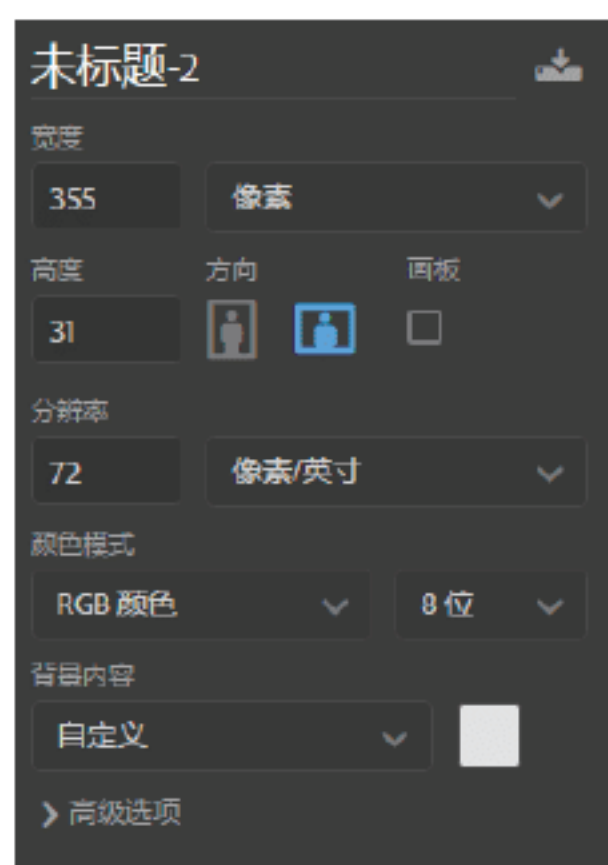 未标题-2
宽度
355 像素
高度 方向 画板
31
分辨率
72 像素/英寸
颜色模式
RGB 颜色 8 位
背景内容
自定义
高级选项